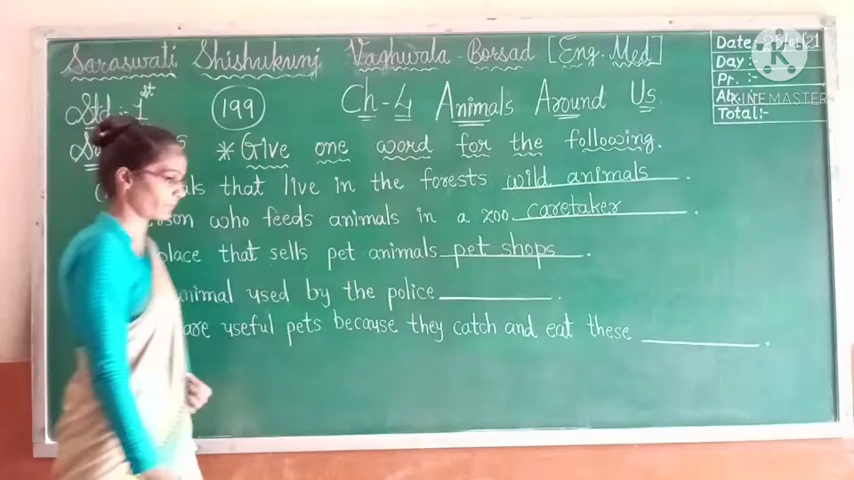 Saraswati Shishukunj Vaghwala - Borsad [Eng. Med]
Date:
Day:-
Pr. :-
KINEMASTER
Total:-
Std :- 1st
199
Ch-4 Animals Around Us
* Give one word for the following.
that live in the forests wild animals.
who feeds animals in a zoo caretaker.
place that sells pet animals pet shops.
animal used by the police ______.
are useful pets because they catch and eat these ______.